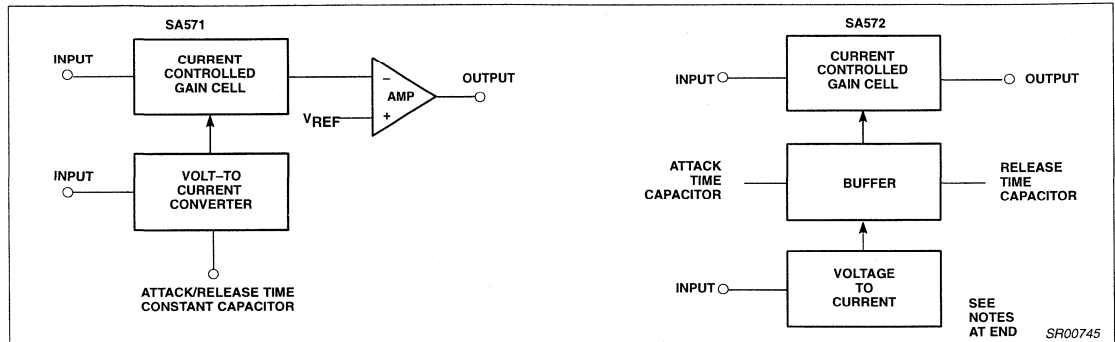 SA571
INPUT
CURRENT
CONTROLLED
GAIN CELL
−
AMP
+
VREF
OUTPUT
INPUT
VOLT–TO
CURRENT
CONVERTER
ATTACK/RELEASE TIME
CONSTANT CAPACITOR
SA572
INPUT
CURRENT
CONTROLLED
GAIN CELL
OUTPUT
ATTACK
TIME
CAPACITOR
BUFFER
RELEASE
TIME
CAPACITOR
INPUT
VOLTAGE
TO
CURRENT
SEE
NOTES
AT END
SR00745